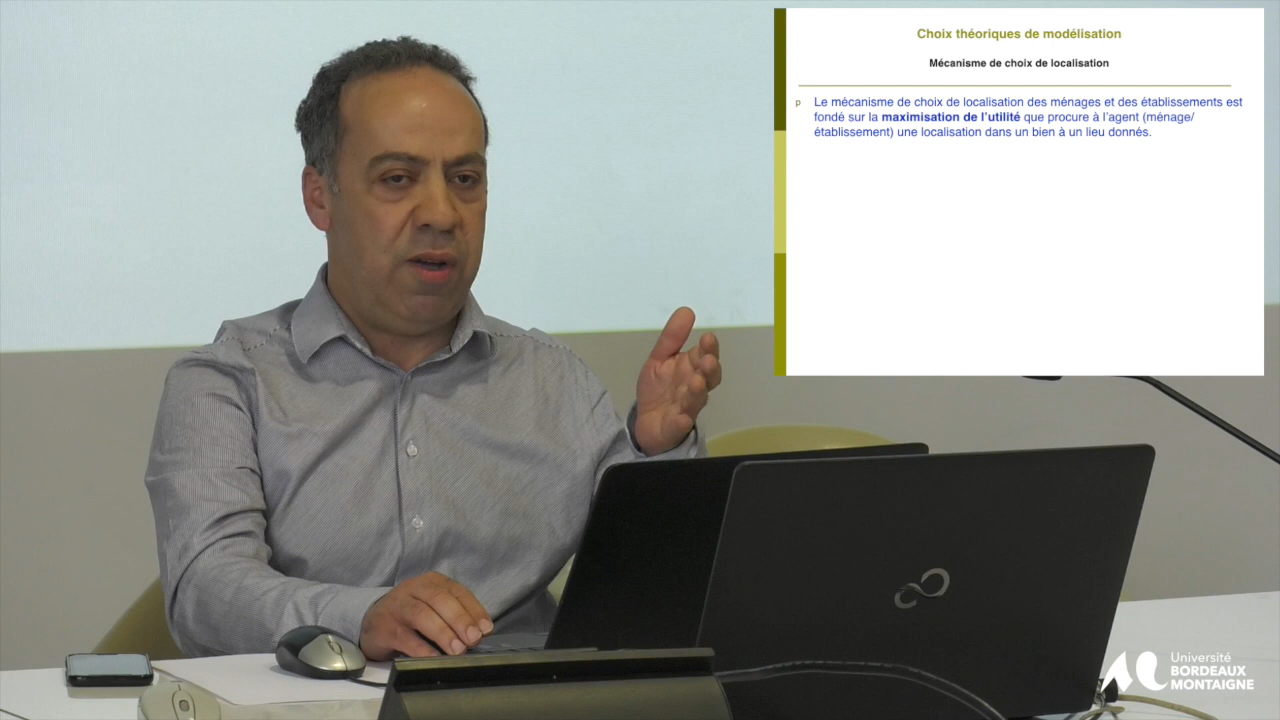 Choix théoriques de modélisation
Mécanisme de choix de localisation
p Le mécanisme de choix de localisation des ménages et des établissements est
fondé sur la maximisation de l'utilité que procure à l'agent (ménage/
établissement) une localisation dans un bien à un lieu donnés.
Université
BORDEAUX
MONTAIGNE